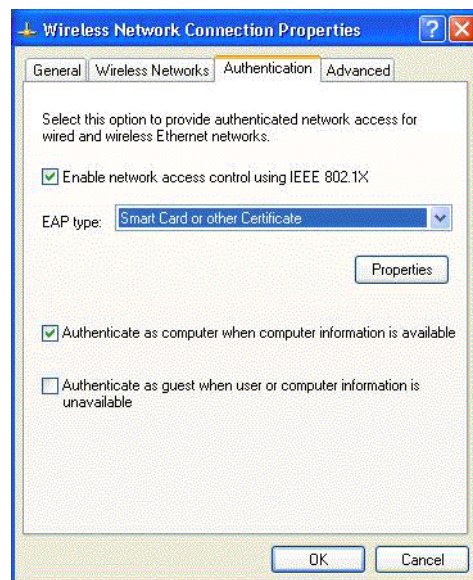 Wireless Network Connection Properties
General Wireless Networks Authentication Advanced
Select this option to provide authenticated network access for
wired and wireless Ethernet networks.
Enable network access control using IEEE 802.1X
EAP type: Smart Card or other Certificate
Properties
Authenticate as computer when computer information is available
Authenticate as guest when user or computer information is
unavailable
OK Cancel